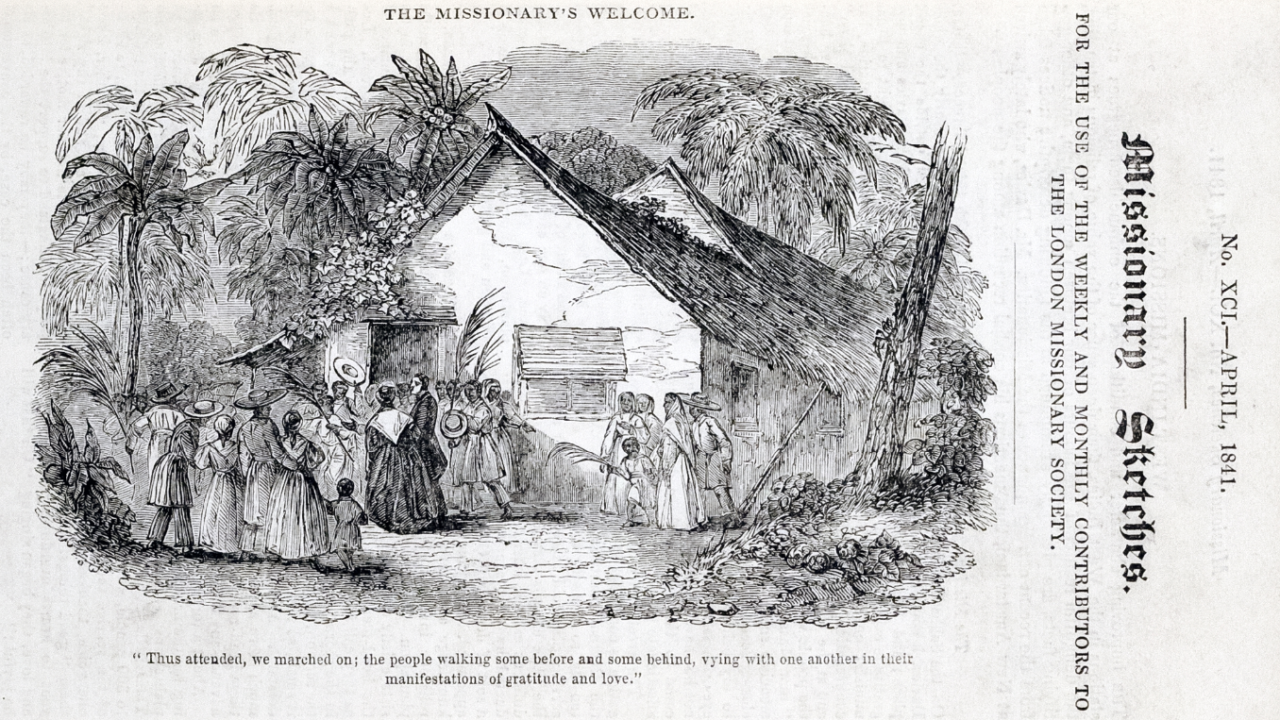 No. XCI.—APRIL, 1841.
Missionary Sketches.
FOR THE USE OF THE WEEKLY AND MONTHLY CONTRIBUTORS TO
THE LONDON MISSIONARY SOCIETY.
THE MISSIONARY'S WELCOME.
“ Thus attended, we marched on; the people walking some before and some behind, vying with one another in their
manifestations of gratitude and love.”